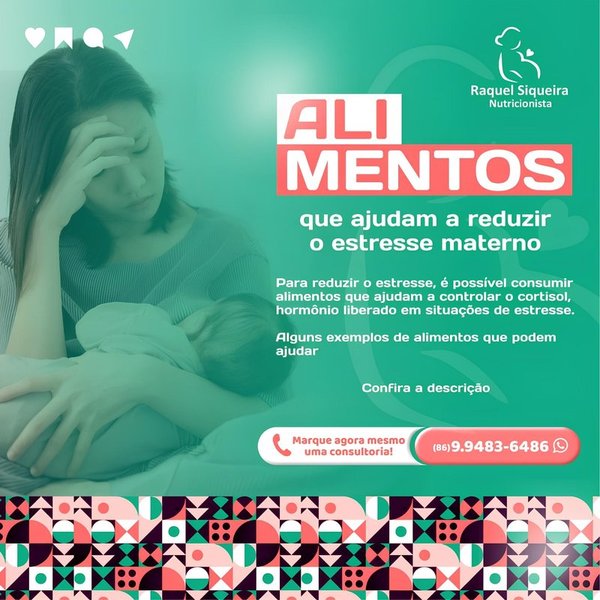 Raquel Siqueira
Nutricionista
ALI
MENTOS
que ajudam a reduzir
o estresse materno
Para reduzir o estresse, é possível consumir
alimentos que ajudam a controlar o cortisol,
hormônio liberado em situações de estresse.
Alguns exemplos de alimentos que podem
ajudar
Confira a descrição
Marque agora mesmo
uma consultoria!
(86)9.9483-6486